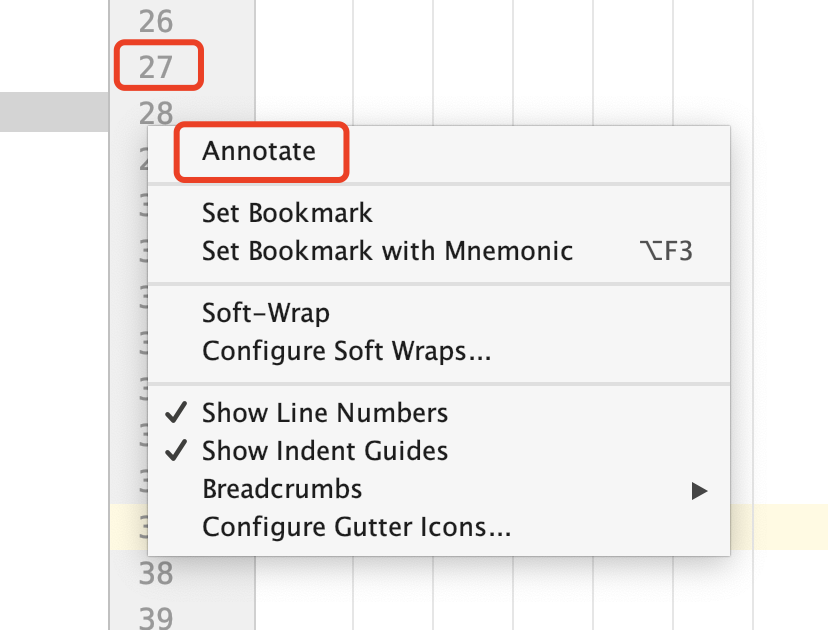 26
27
28
Annotate
Set Bookmark
Set Bookmark with Mnemonic ⌥F3
Soft-Wrap
Configure Soft Wraps...
✓ Show Line Numbers
✓ Show Indent Guides
Breadcrumbs ▶
Configure Gutter Icons...
38
39